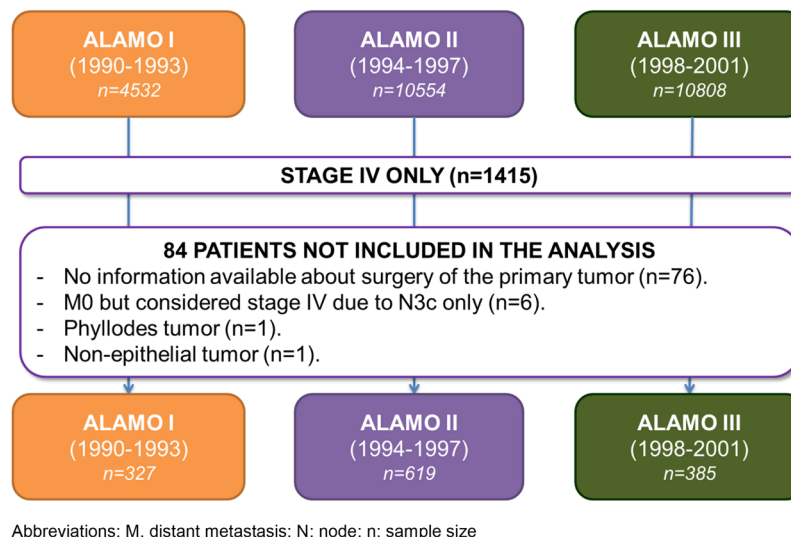 ALAMO I
(1990-1993)
n=4532
ALAMO II
(1994-1997)
n=10554
ALAMO III
(1998-2001)
n=10808
STAGE IV ONLY (n=1415)
84 PATIENTS NOT INCLUDED IN THE ANALYSIS
- No information available about surgery of the primary tumor (n=76).
- M0 but considered stage IV due to N3c only (n=6).
- Phyllodes tumor (n=1).
- Non-epithelial tumor (n=1).
ALAMO I
(1990-1993)
n=327
ALAMO II
(1994-1997)
n=619
ALAMO III
(1998-2001)
n=385
Abbreviations: M, distant metastasis; N: node; n: sample size